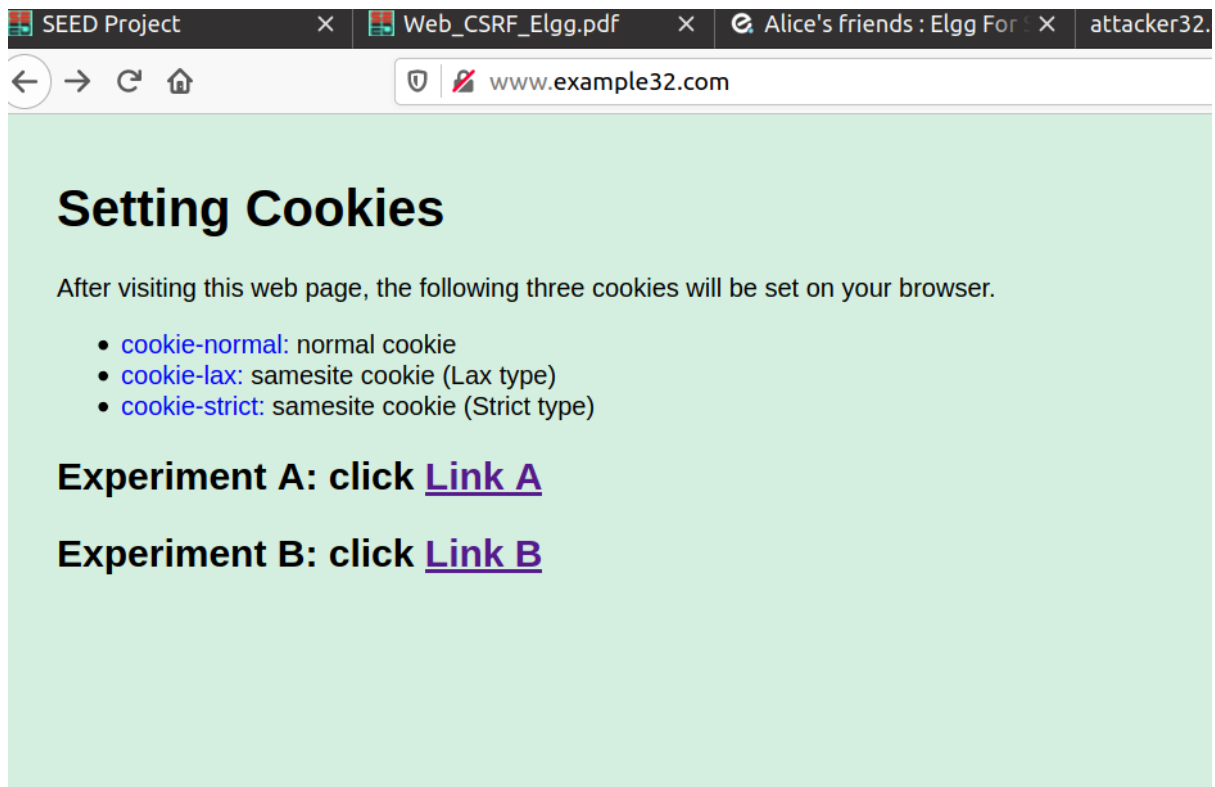 SEED Project
Web_CSRF_Elgg.pdf
Alice's friends : Elgg For
attacker32.
www.example32.com
Setting Cookies
After visiting this web page, the following three cookies will be set on your browser.
cookie-normal: normal cookie
cookie-lax: samesite cookie (Lax type)
cookie-strict: samesite cookie (Strict type)
Experiment A: click Link A
Experiment B: click Link B